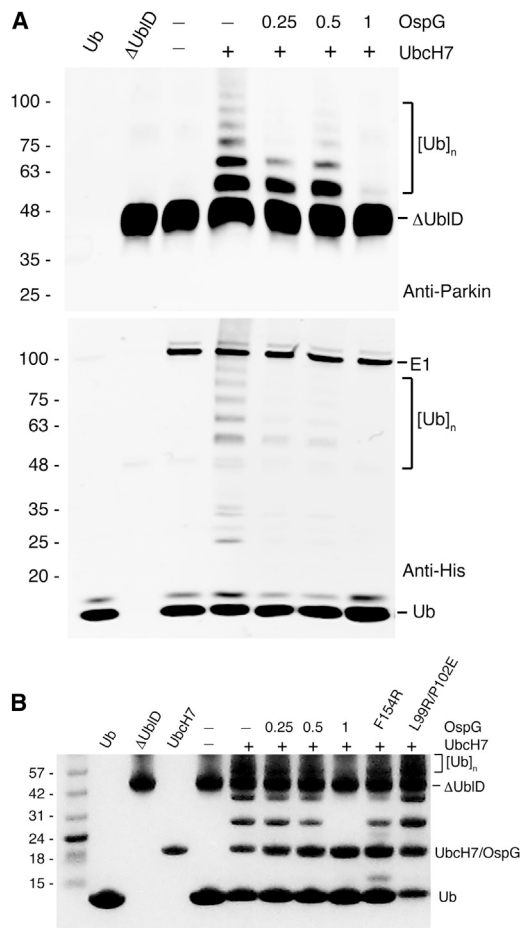 A
Ub
ΔUblD
– – 0.25 0.5 1 OspG
– + + + + UbcH7
100 -
75 -
63 -
48 -
35 -
25 -
[Ub]n
ΔUblD
Anti-Parkin
100 -
75 -
63 -
48 -
35 -
25 -
20 -
E1
[Ub]n
Anti-His
Ub
B
Ub
ΔUblD
UbcH7
F154R
L99R/P102E
– – 0.25 0.5 1 OspG
– + + + + + + UbcH7
57 -
42 -
31 -
24 -
18 -
15 -
[Ub]n
ΔUblD
UbcH7/OspG
Ub